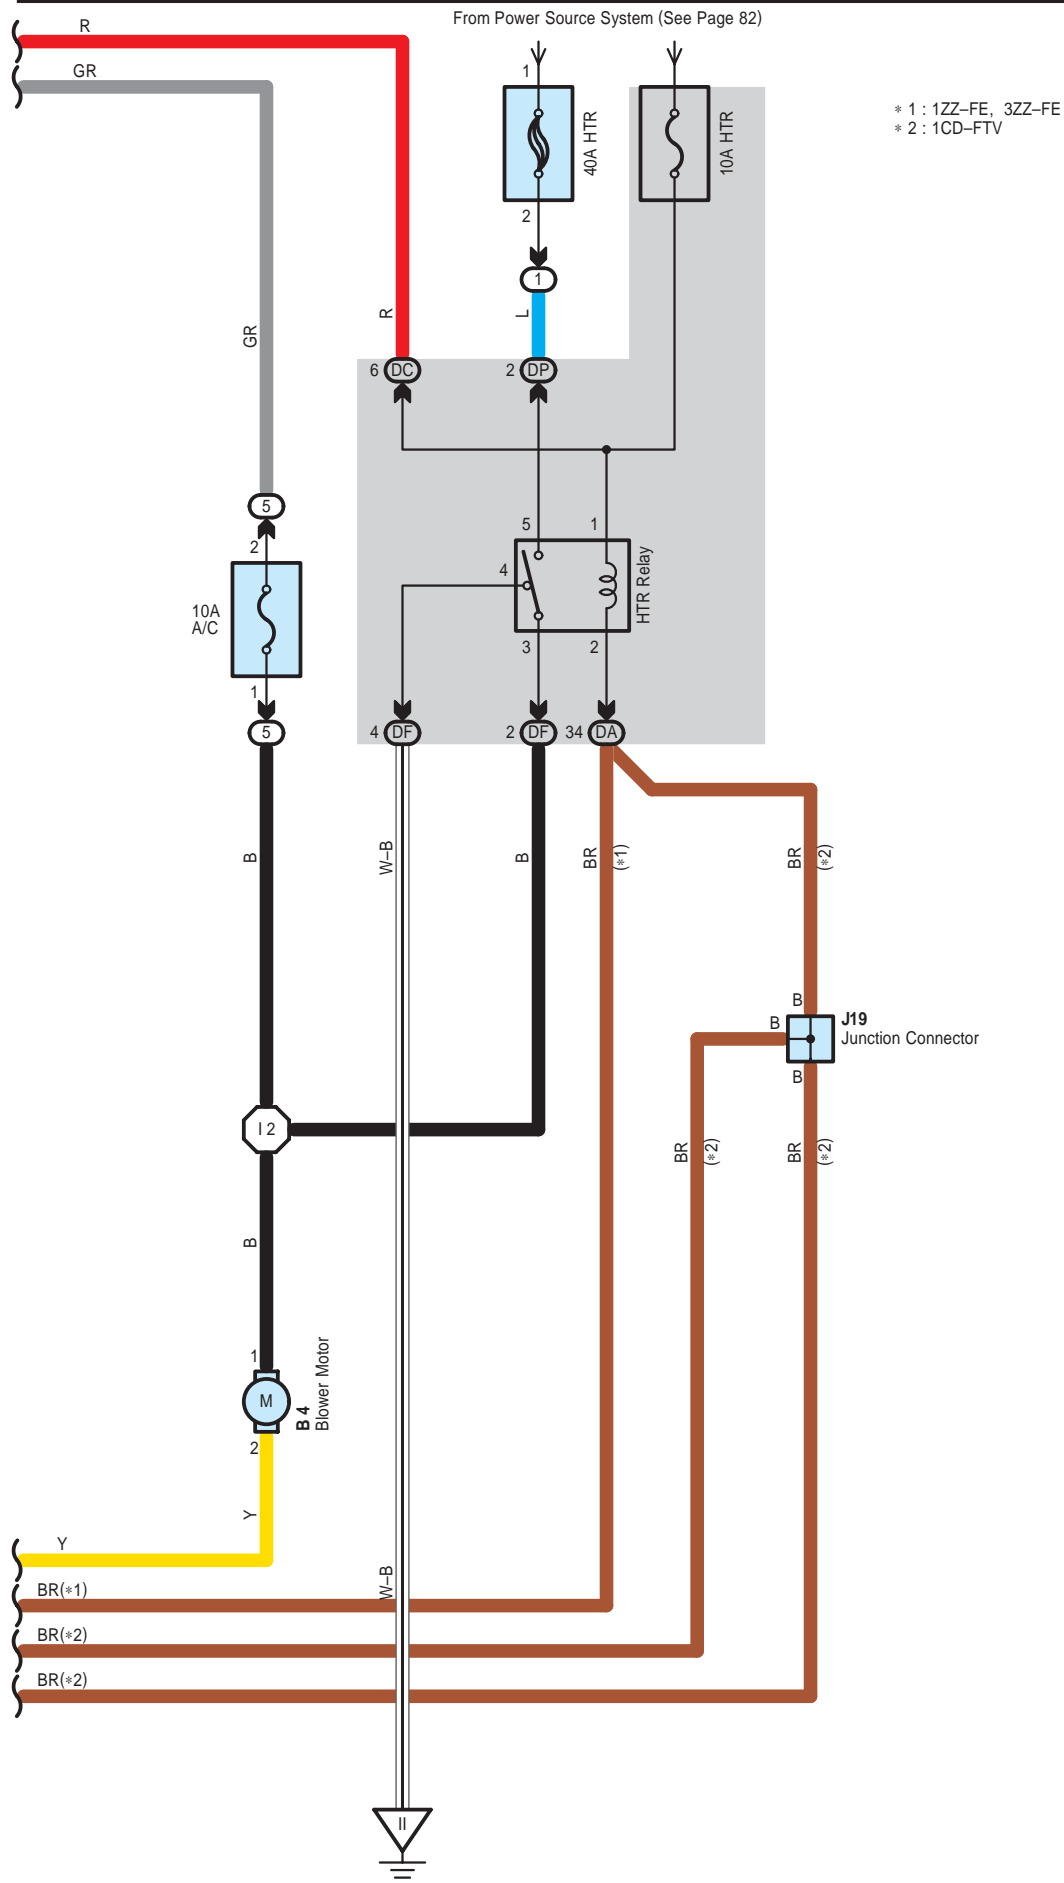 From Power Source System (See Page 82)
R
GR
1
40A HTR
10A HTR
∗ 1 : 1ZZ–FE, 3ZZ–FE
∗ 2 : 1CD–FTV
2
1
GR
R
L
6 DC
2 DP
5
2
5
1
4
HTR Relay
10A
A/C
3
2
1
5
4 DF
2 DF
34 DA
B
W–B
B
BR
(∗1)
BR
(∗2)
B
B
J19
Junction Connector
B
I 2
BR
(∗2)
BR
(∗2)
B
1
M
B 4
Blower Motor
2
Y
Y
W–B
BR(∗1)
BR(∗2)
BR(∗2)
II